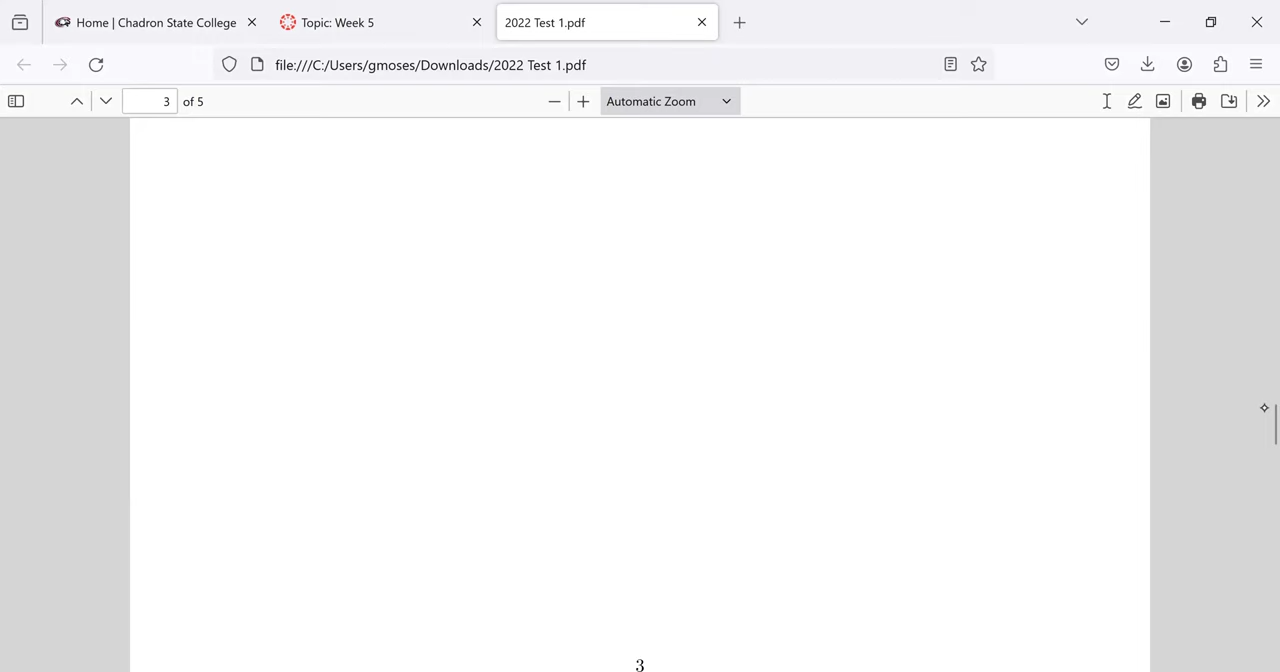 Home | Chadron State College
Topic: Week 5
2022 Test 1.pdf
file:///C:/Users/gmoses/Downloads/2022 Test 1.pdf
3 of 5
Automatic Zoom
3